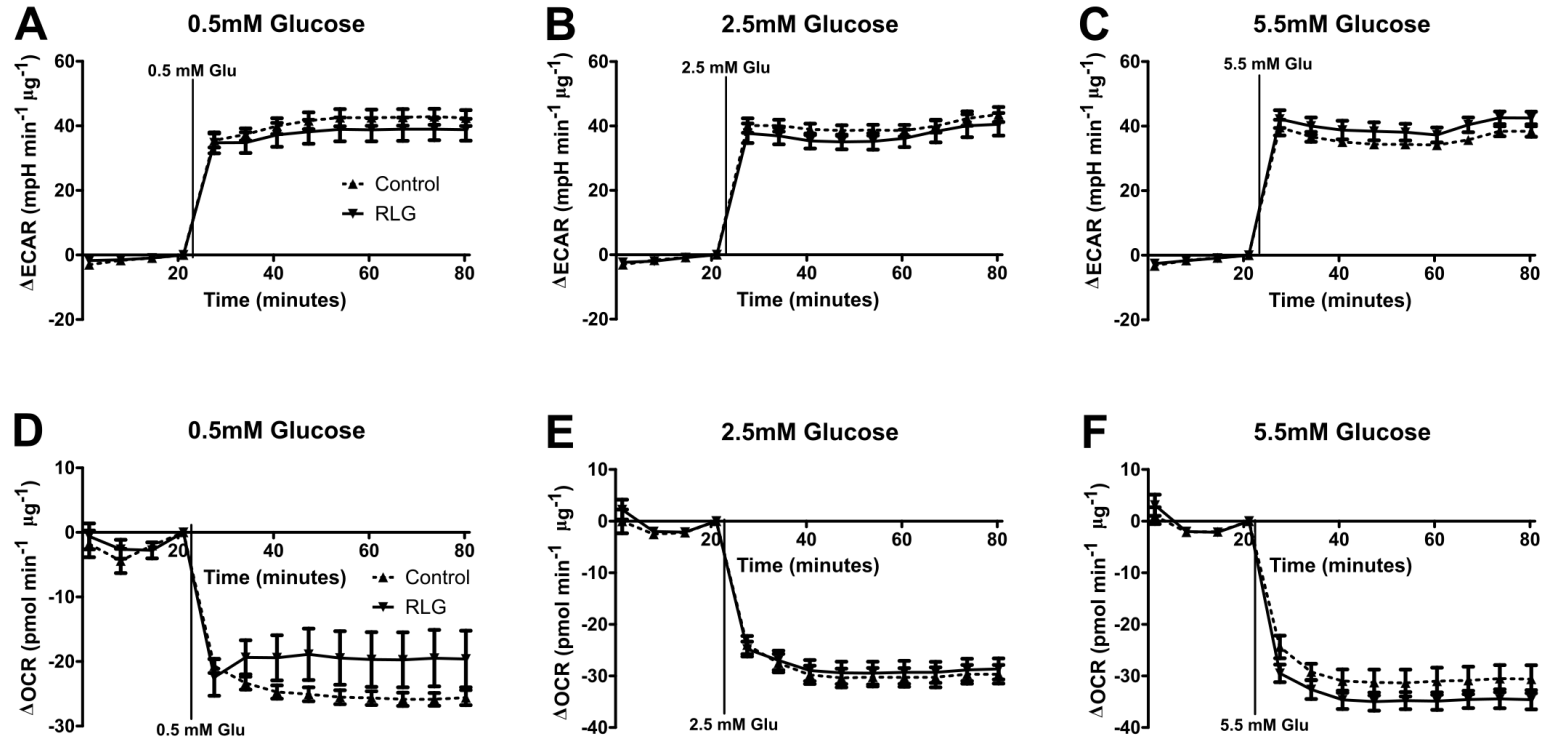 A
0.5mM Glucose
60
40
20
0
-20
ΔECAR (mpH min⁻¹ µg⁻¹)
0.5 mM Glu
Control
RLG
20
40
60
80
Time (minutes)
B
2.5mM Glucose
60
40
20
0
-20
ΔECAR (mpH min⁻¹ µg⁻¹)
2.5 mM Glu
20
40
60
80
Time (minutes)
C
5.5mM Glucose
60
40
20
0
-20
ΔECAR (mpH min⁻¹ µg⁻¹)
5.5 mM Glu
20
40
60
80
Time (minutes)
D
0.5mM Glucose
10
0
-10
-20
-30
ΔOCR (pmol min⁻¹ µg⁻¹)
20
40
60
80
Time (minutes)
Control
RLG
0.5 mM Glu
E
2.5mM Glucose
10
0
-10
-20
-30
-40
ΔOCR (pmol min⁻¹ µg⁻¹)
20
40
60
80
Time (minutes)
2.5 mM Glu
F
5.5mM Glucose
10
0
-10
-20
-30
-40
ΔOCR (pmol min⁻¹ µg⁻¹)
20
40
60
80
Time (minutes)
5.5 mM Glu